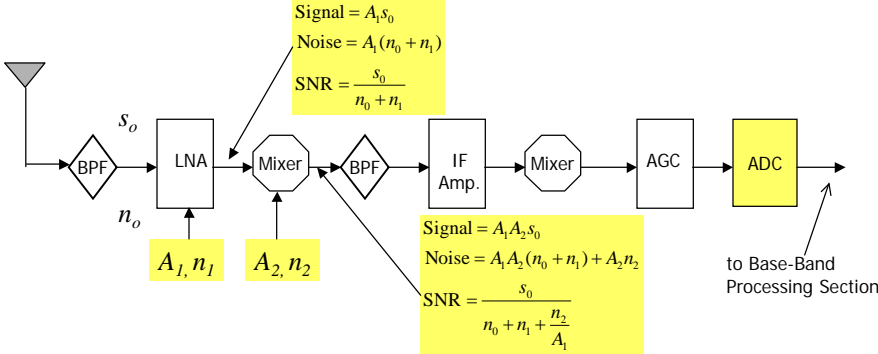 Signal = A₁s₀
Noise = A₁(n₀ + n₁)
SNR = s₀ / (n₀ + n₁)
sₒ
nₒ
BPF
LNA
Mixer
BPF
IF
Amp.
Mixer
AGC
ADC
A₁, n₁
A₂, n₂
Signal = A₁A₂s₀
Noise = A₁A₂(n₀ + n₁) + A₂n₂
SNR = s₀ / (n₀ + n₁ + n₂/A₁)
to Base-Band
Processing Section